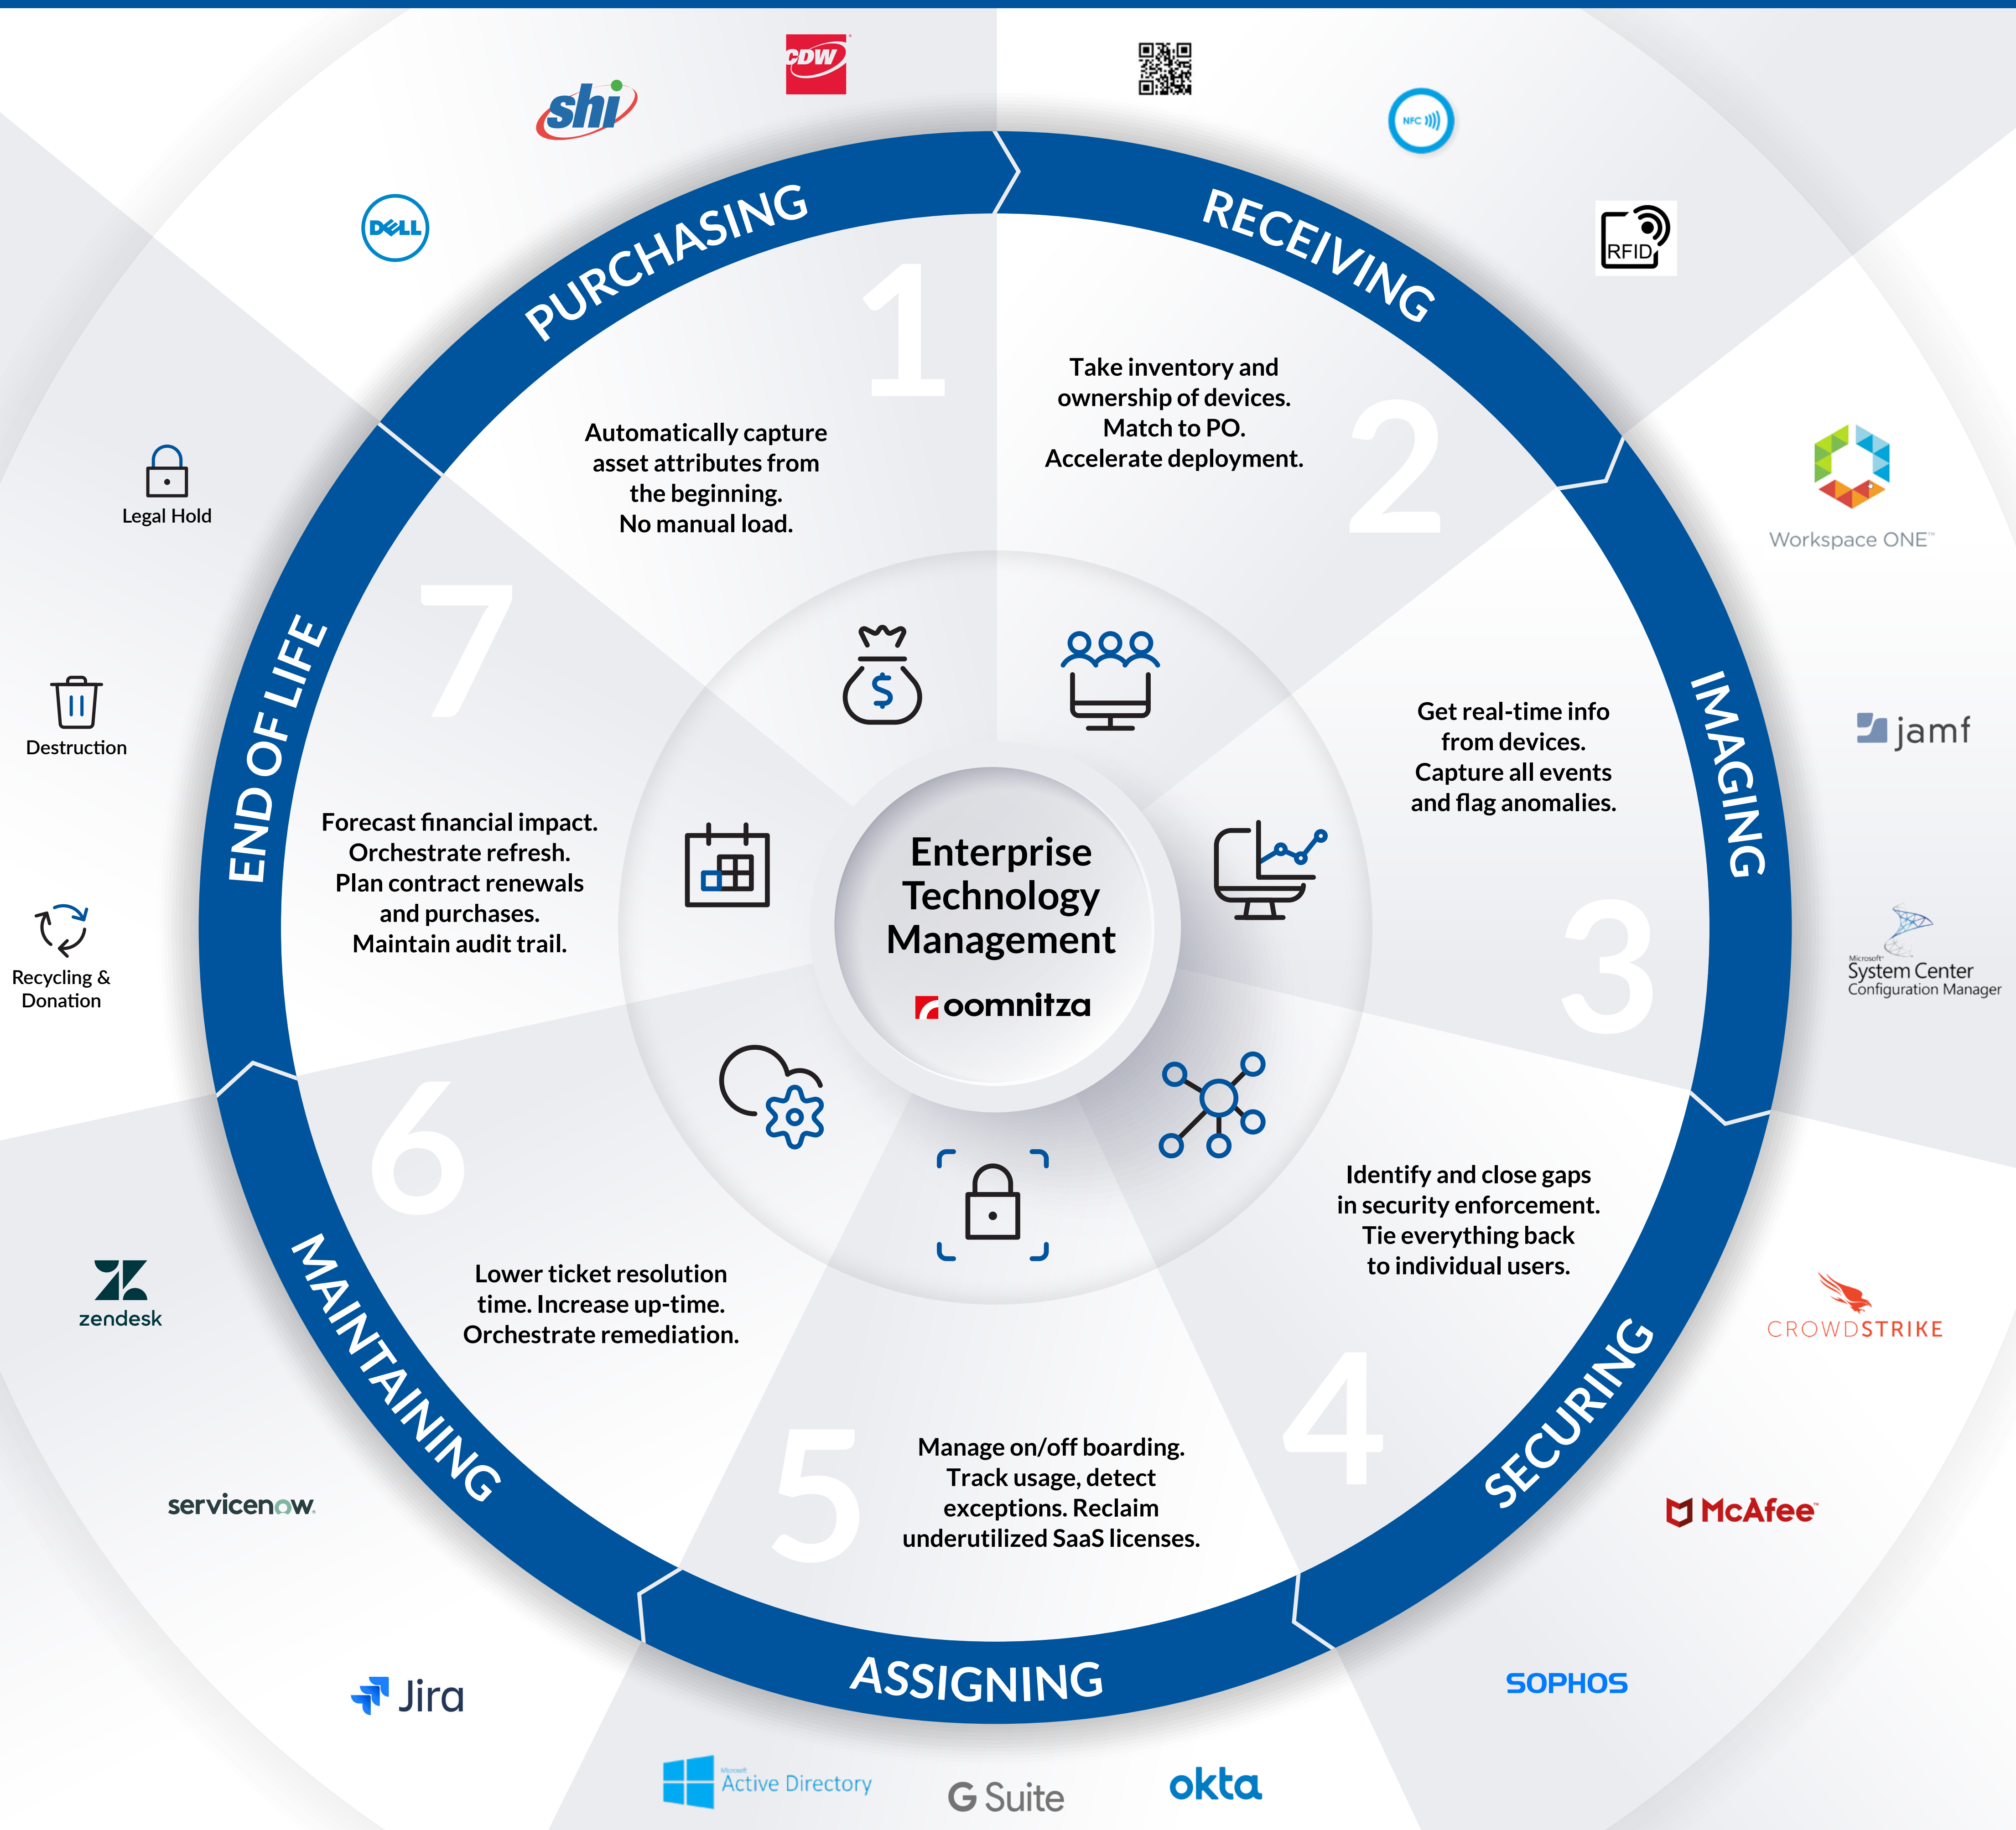 Enterprise
Technology
Management
oomnitza
PURCHASING
1
Automatically capture
asset attributes from
the beginning.
No manual load.
DELL
shi
CDW
RECEIVING
2
Take inventory and
ownership of devices.
Match to PO.
Accelerate deployment.
NFC
RFID
IMAGING
3
Get real-time info
from devices.
Capture all events
and flag anomalies.
Workspace ONE™
jamf
Microsoft®
System Center
Configuration Manager
SECURING
4
Identify and close gaps
in security enforcement.
Tie everything back
to individual users.
CROWDSTRIKE
McAfee™
SOPHOS
ASSIGNING
5
Manage on/off boarding.
Track usage, detect
exceptions. Reclaim
underutilized SaaS licenses.
Microsoft
Active Directory
G Suite
okta
MAINTAINING
6
Lower ticket resolution
time. Increase up-time.
Orchestrate remediation.
zendesk
servicenow
Jira
END OF LIFE
7
Forecast financial impact.
Orchestrate refresh.
Plan contract renewals
and purchases.
Maintain audit trail.
Legal Hold
Destruction
Recycling &
Donation